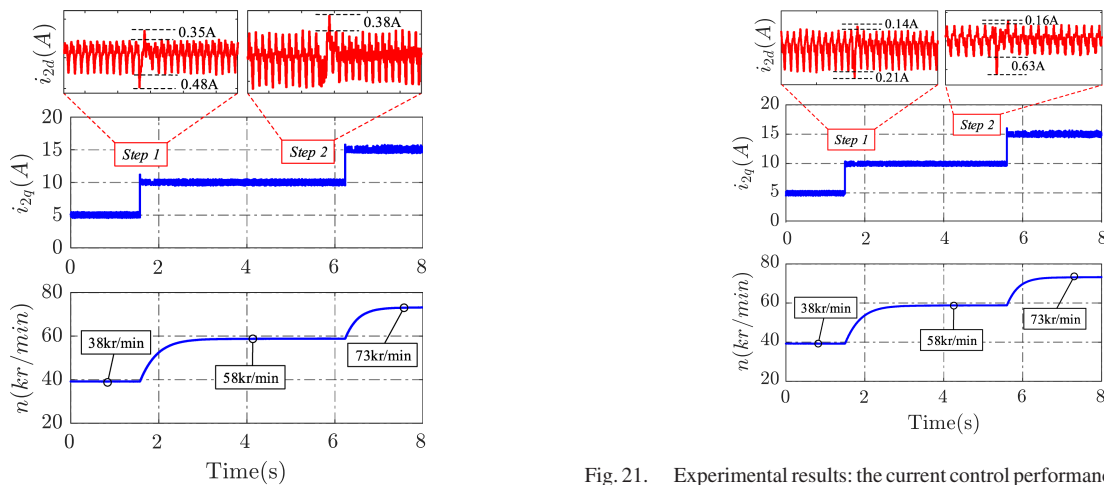 i2d(A)
0.35A
0.48A
0.38A
20
15
10
5
0
i2q(A)
Step 1
Step 2
0 2 4 6 8
80
60
40
20
n(kr/min)
38kr/min
58kr/min
73kr/min
0 2 4 6 8
Time(s)
i2d(A)
0.14A
0.21A
0.16A
0.63A
20
15
10
5
0
i2q(A)
Step 1
Step 2
0 2 4 6 8
80
60
40
20
n(kr/min)
38kr/min
58kr/min
73kr/min
0 2 4 6 8
Time(s)
Fig. 21. Experimental results: the current control performanc